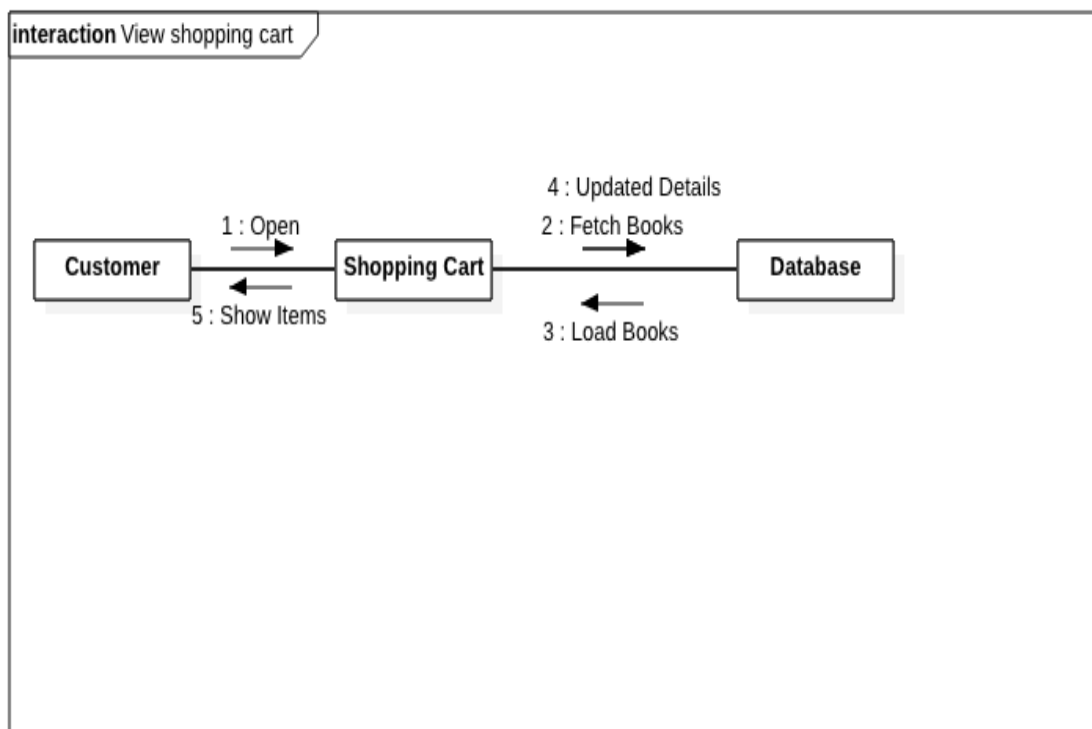 interaction View shopping cart
4 : Updated Details
1 : Open
2 : Fetch Books
Customer
Shopping Cart
Database
5 : Show Items
3 : Load Books